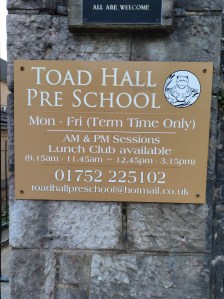 ALL ARE WELCOME
TOAD HALL
PRE SCHOOL
Mon - Fri (Term Time Only)
AM & PM Sessions
Lunch Club available
(9.15am - 11.45am ~ 12.45pm - 3.15pm)
01752 225102
toadhallpreschool@hotmail.co.uk